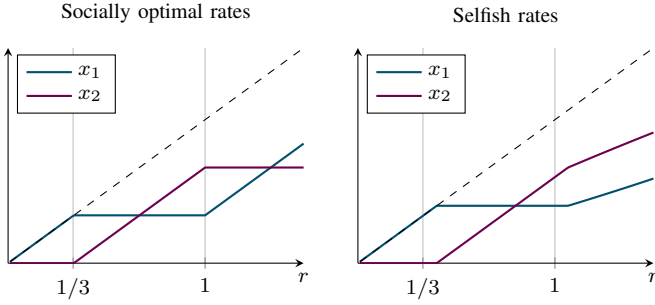 Socially optimal rates
x₁
x₂
1/3
1
r
Selfish rates
x₁
x₂
1/3
1
r